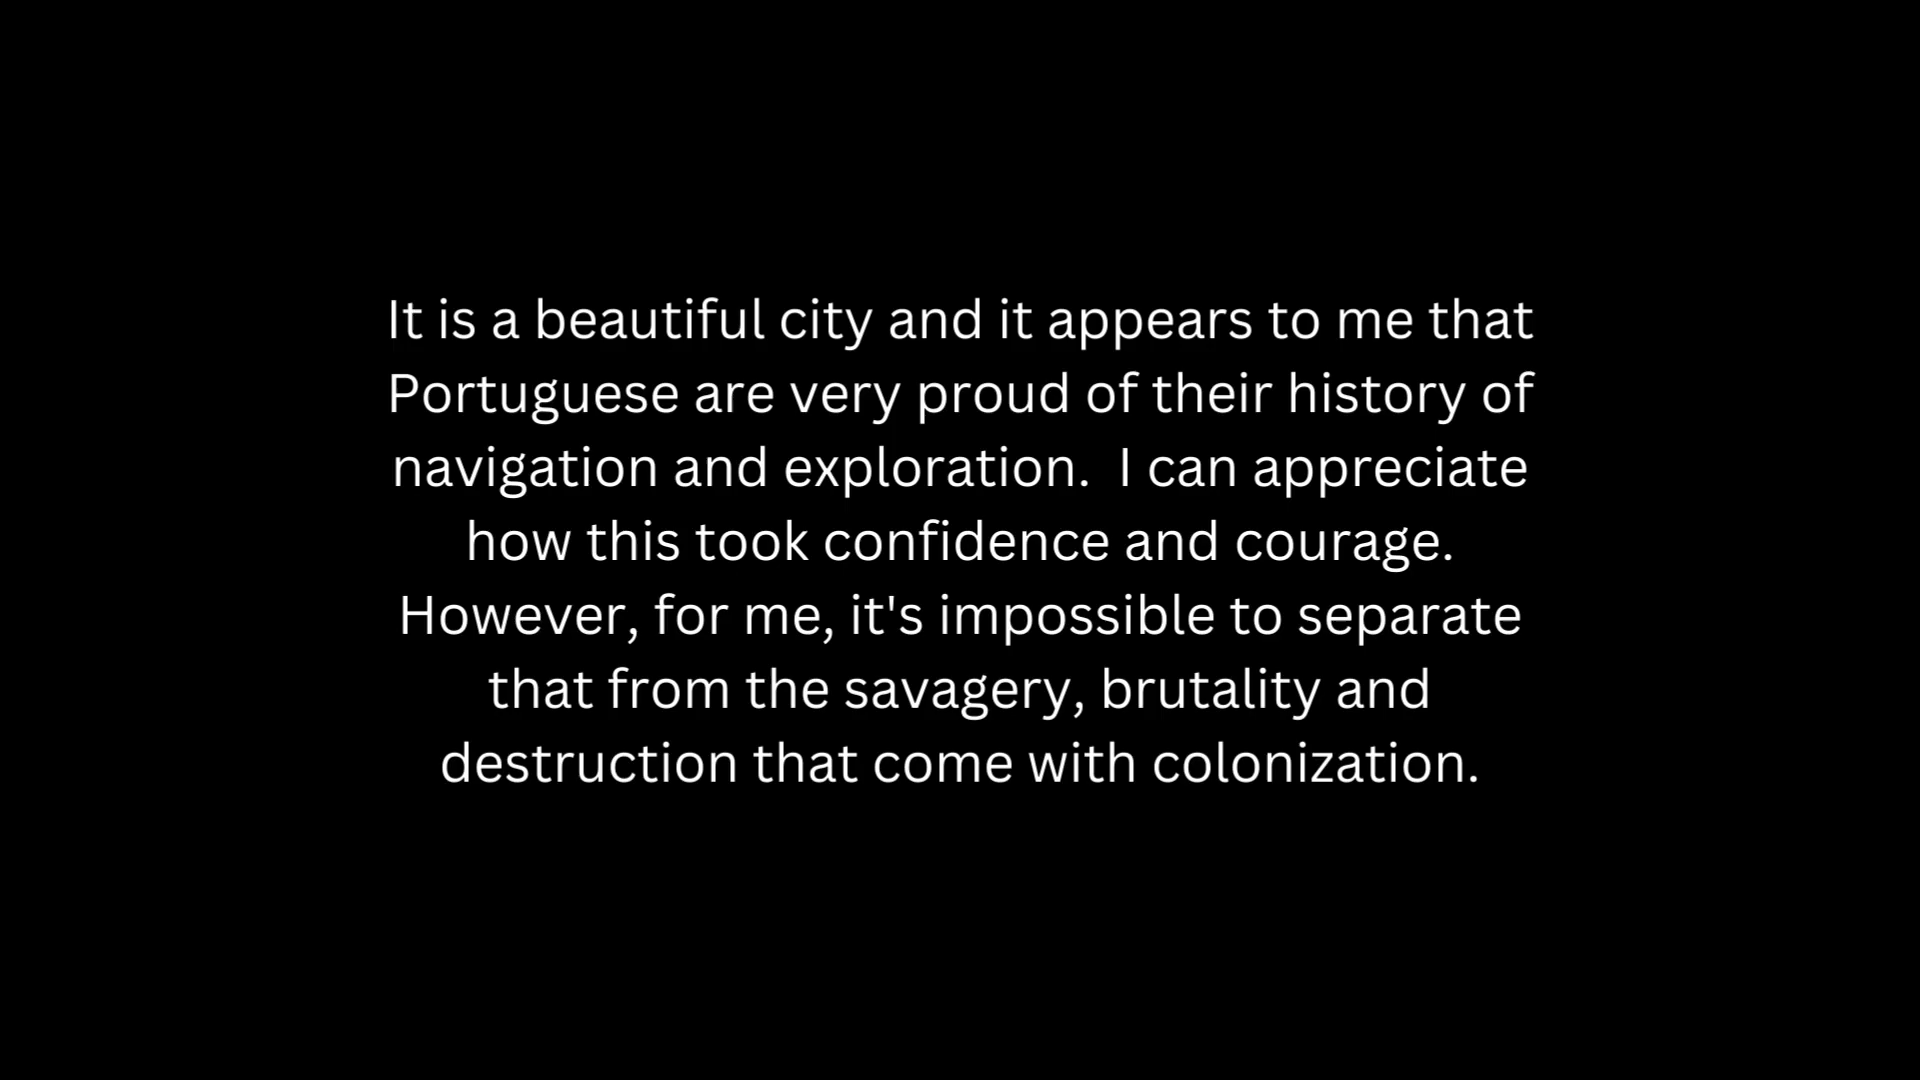 It is a beautiful city and it appears to me that
Portuguese are very proud of their history of
navigation and exploration.  I can appreciate
how this took confidence and courage.
However, for me, it's impossible to separate
that from the savagery, brutality and
destruction that come with colonization.